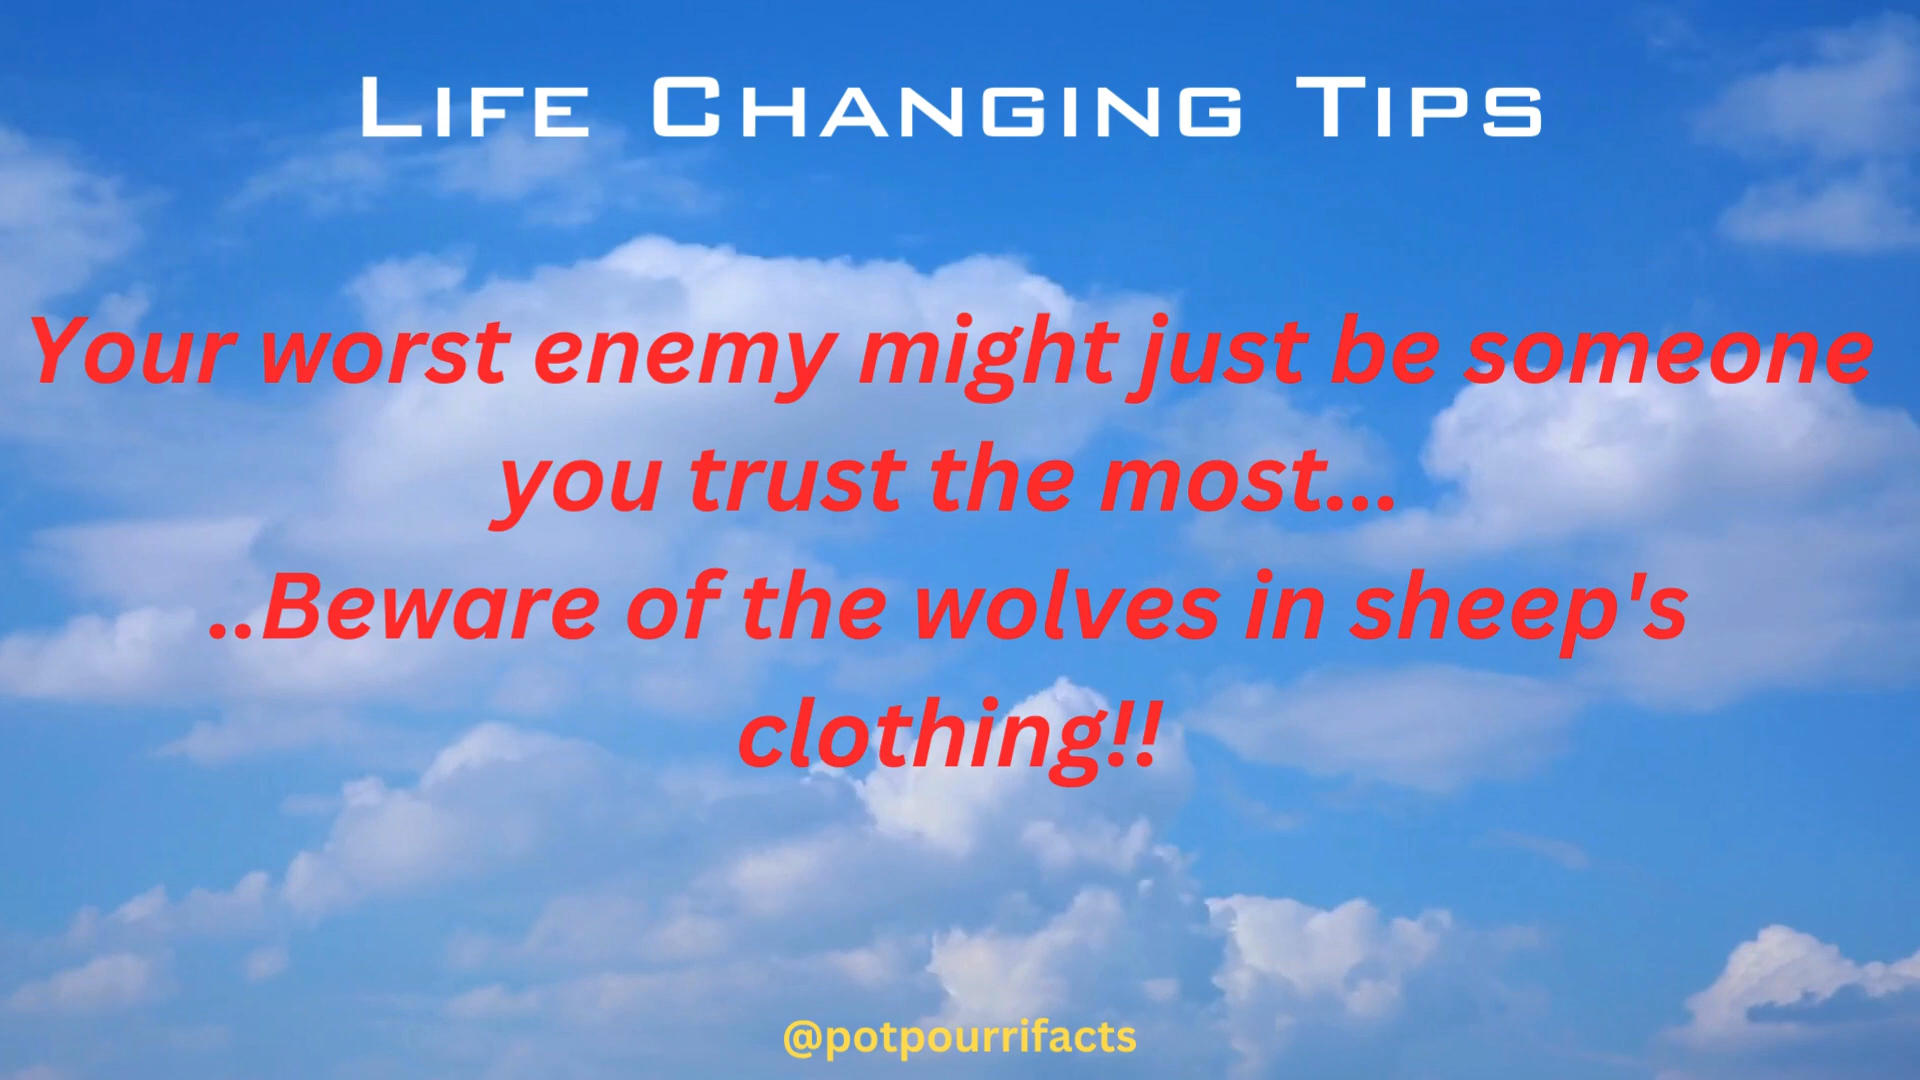 Life Changing Tips
Your worst enemy might just be someone
you trust the most...
..Beware of the wolves in sheep's
clothing!!
@potpourrifacts